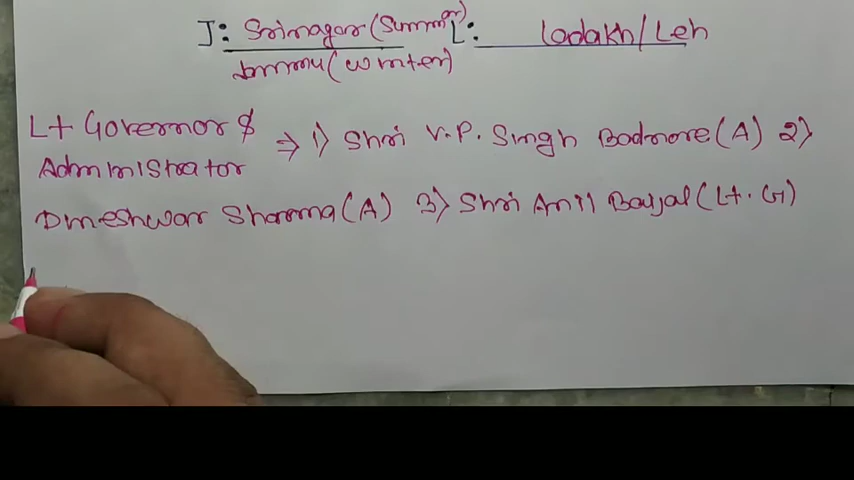 J: Srinagar (Summer) L: Ladakh/Leh
Jammu (winter)
Lt Governor & ⇒ 1) Shri V.P. Singh Badnore (A) 2)
Administrator
Dineshwar Sharma (A) 3) Shri Anil Baijal (Lt. G)